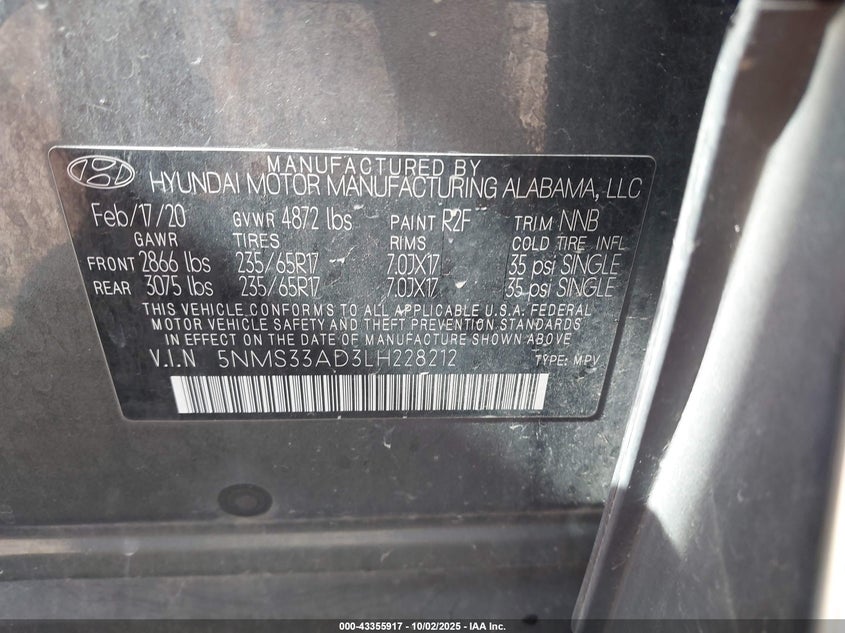 MANUFACTURED BY
HYUNDAI MOTOR MANUFACTURING ALABAMA, LLC
Feb/17/20 GVWR 4872 lbs PAINT R2F TRIM NNB
GAWR TIRES RIMS COLD TIRE INFL
FRONT 2866 lbs 235/65R17 7.0JX17 35 psi SINGLE
REAR 3075 lbs 235/65R17 7.0JX17 35 psi SINGLE
THIS VEHICLE CONFORMS TO ALL APPLICABLE U.S.A. FEDERAL
MOTOR VEHICLE SAFETY AND THEFT PREVENTION STANDARDS
IN EFFECT ON THE DATE OF MANUFACTURE SHOWN ABOVE.
V.I.N 5NMS33AD3LH228212 TYPE: MPV
000-43355917 - 10/02/2025 - IAA Inc.